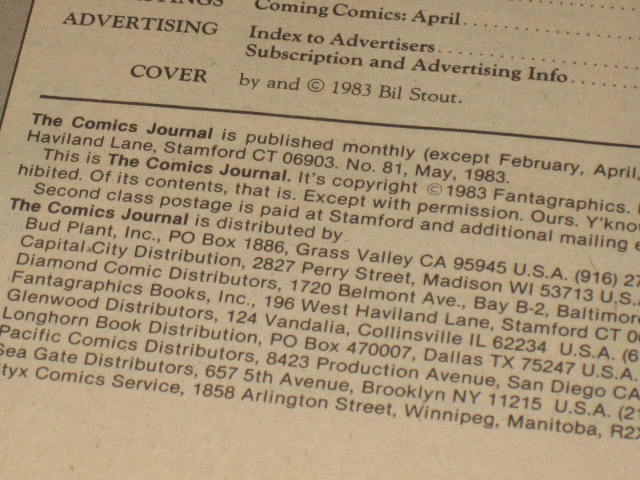 Coming Comics: April
ADVERTISING Index to Advertisers
Subscription and Advertising Info
COVER by and © 1983 Bil Stout.
The Comics Journal is published monthly (except February, April,
Haviland Lane, Stamford CT 06903. No. 81, May, 1983.
This is The Comics Journal. It's copyright © 1983 Fantagraphics.
hibited. Of its contents, that is. Except with permission. Ours. Y'know
Second class postage is paid at Stamford and additional mailing
The Comics Journal is distributed by
Bud Plant, Inc., PO Box 1886, Grass Valley CA 95945 U.S.A. (916) 27
Capital City Distribution, 2827 Perry Street, Madison WI 53713 U.S.
Diamond Comic Distributors, 1720 Belmont Ave., Bay B-2, Baltimor
Fantagraphics Books, Inc., 196 West Haviland Lane, Stamford CT 0
Glenwood Distributors, 124 Vandalia, Collinsville IL 62234 U.S.A. (6
Longhorn Book Distribution, PO Box 470007, Dallas TX 75247 U.S.A.
Pacific Comics Distributors, 8423 Production Avenue, San Diego CA
Sea Gate Distributors, 657 5th Avenue, Brooklyn NY 11215 U.S.A. (21
tyx Comics Service, 1858 Arlington Street, Winnipeg, Manitoba, R2X